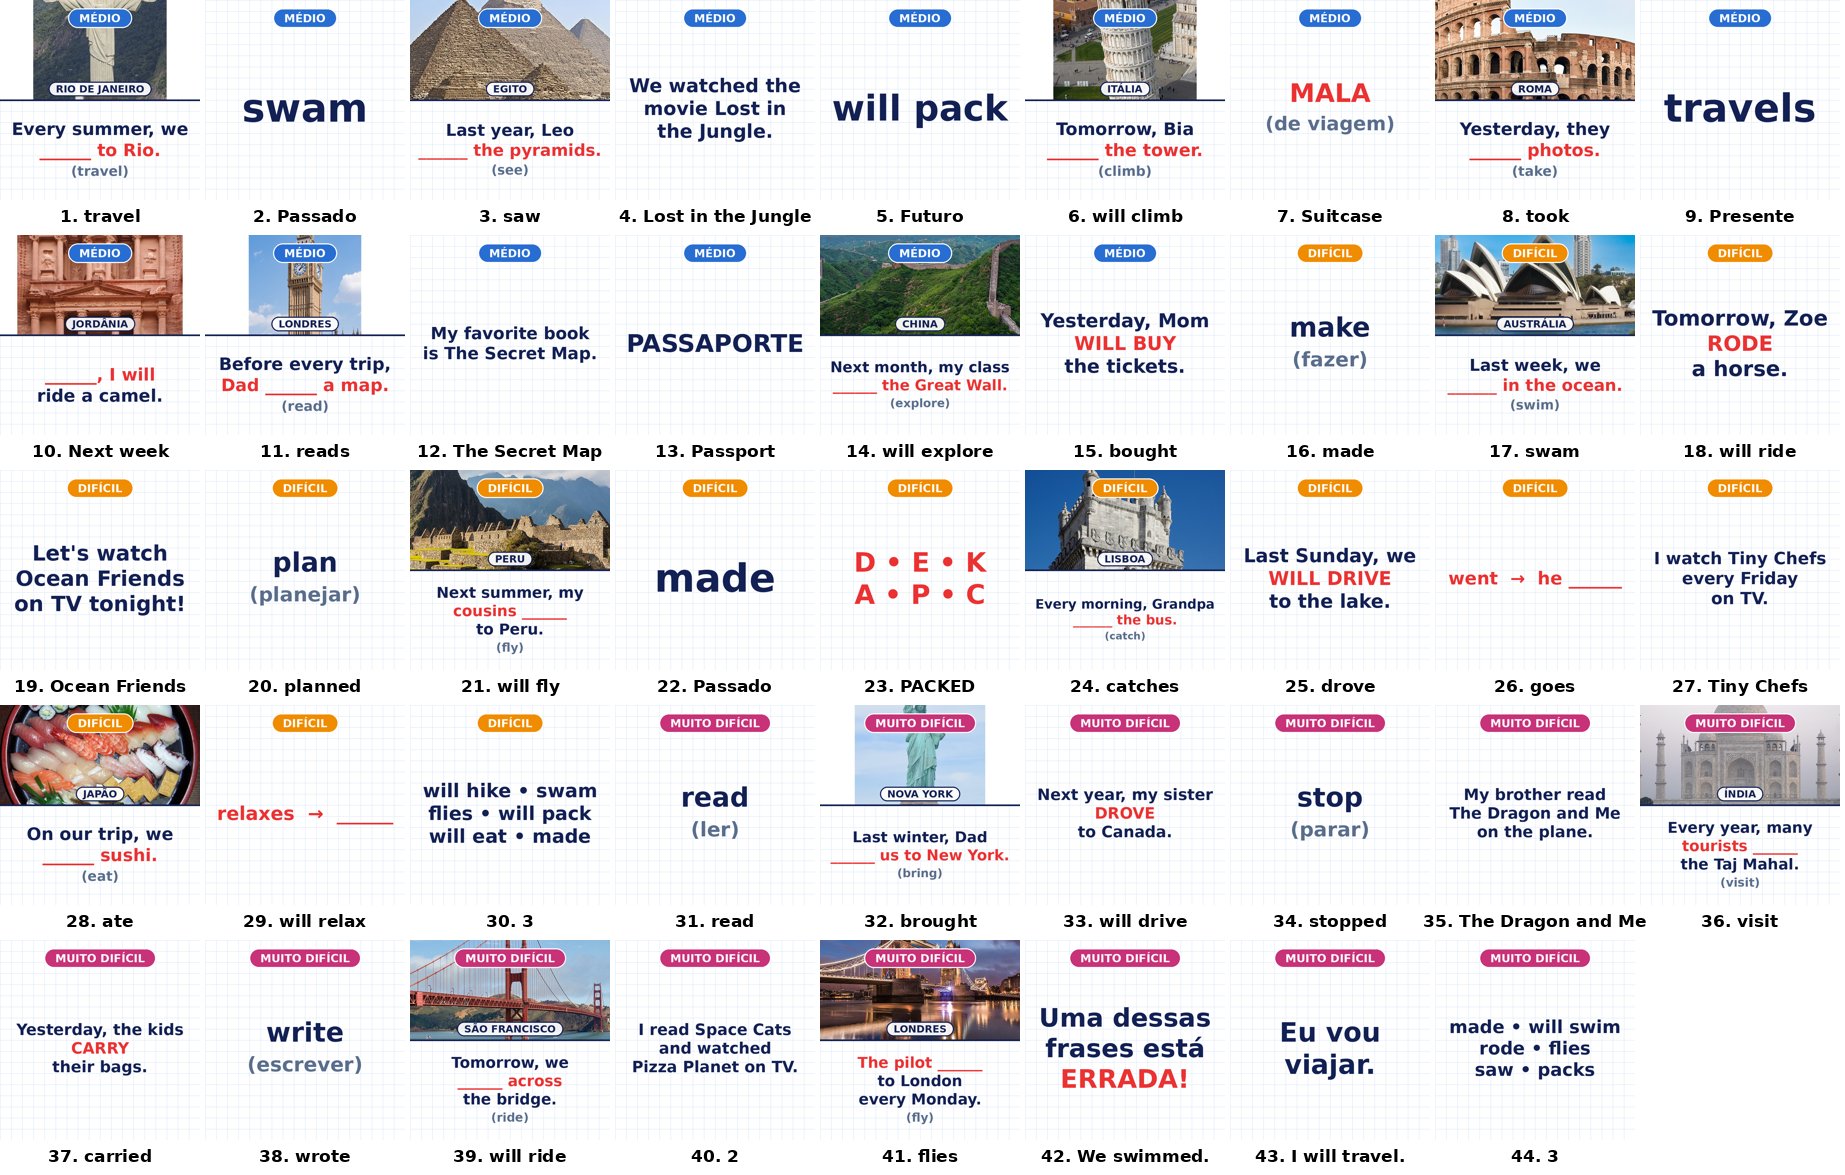 MÉDIO
RIO DE JANEIRO
Every summer, we
______ to Rio.
(travel)
1. travel
MÉDIO
swam
2. Passado
MÉDIO
EGITO
Last year, Leo
______ the pyramids.
(see)
3. saw
MÉDIO
We watched the
movie Lost in
the Jungle.
4. Lost in the Jungle
MÉDIO
will pack
5. Futuro
MÉDIO
ITÁLIA
Tomorrow, Bia
______ the tower.
(climb)
6. will climb
MÉDIO
MALA
(de viagem)
7. Suitcase
MÉDIO
ROMA
Yesterday, they
______ photos.
(take)
8. took
MÉDIO
travels
9. Presente
MÉDIO
JORDÂNIA
______, I will
ride a camel.
10. Next week
MÉDIO
LONDRES
Before every trip,
Dad ______ a map.
(read)
11. reads
MÉDIO
My favorite book
is The Secret Map.
12. The Secret Map
MÉDIO
PASSAPORTE
13. Passport
MÉDIO
CHINA
Next month, my class
______ the Great Wall.
(explore)
14. will explore
MÉDIO
Yesterday, Mom
WILL BUY
the tickets.
15. bought
DIFÍCIL
make
(fazer)
16. made
DIFÍCIL
AUSTRÁLIA
Last week, we
______ in the ocean.
(swim)
17. swam
DIFÍCIL
Tomorrow, Zoe
RODE
a horse.
18. will ride
DIFÍCIL
Let's watch
Ocean Friends
on TV tonight!
19. Ocean Friends
DIFÍCIL
plan
(planejar)
20. planned
DIFÍCIL
PERU
Next summer, my
cousins ______
to Peru.
(fly)
21. will fly
DIFÍCIL
made
22. Passado
DIFÍCIL
D • E • K
A • P • C
23. PACKED
DIFÍCIL
LISBOA
Every morning, Grandpa
______ the bus.
(catch)
24. catches
DIFÍCIL
Last Sunday, we
WILL DRIVE
to the lake.
25. drove
DIFÍCIL
went → he ______
26. goes
DIFÍCIL
I watch Tiny Chefs
every Friday
on TV.
27. Tiny Chefs
DIFÍCIL
JAPÃO
On our trip, we
______ sushi.
(eat)
28. ate
DIFÍCIL
relaxes → ______
29. will relax
DIFÍCIL
will hike • swam
flies • will pack
will eat • made
30. 3
MUITO DIFÍCIL
read
(ler)
31. read
MUITO DIFÍCIL
NOVA YORK
Last winter, Dad
______ us to New York.
(bring)
32. brought
MUITO DIFÍCIL
Next year, my sister
DROVE
to Canada.
33. will drive
MUITO DIFÍCIL
stop
(parar)
34. stopped
MUITO DIFÍCIL
My brother read
The Dragon and Me
on the plane.
35. The Dragon and Me
MUITO DIFÍCIL
ÍNDIA
Every year, many
tourists ______
the Taj Mahal.
(visit)
36. visit
MUITO DIFÍCIL
Yesterday, the kids
CARRY
their bags.
37. carried
MUITO DIFÍCIL
write
(escrever)
38. wrote
MUITO DIFÍCIL
SÃO FRANCISCO
Tomorrow, we
______ across
the bridge.
(ride)
39. will ride
MUITO DIFÍCIL
I read Space Cats
and watched
Pizza Planet on TV.
40. 2
MUITO DIFÍCIL
LONDRES
The pilot ______
to London
every Monday.
(fly)
41. flies
MUITO DIFÍCIL
Uma dessas
frases está
ERRADA!
42. We swimmed.
MUITO DIFÍCIL
Eu vou
viajar.
43. I will travel.
MUITO DIFÍCIL
made • will swim
rode • flies
saw • packs
44. 3